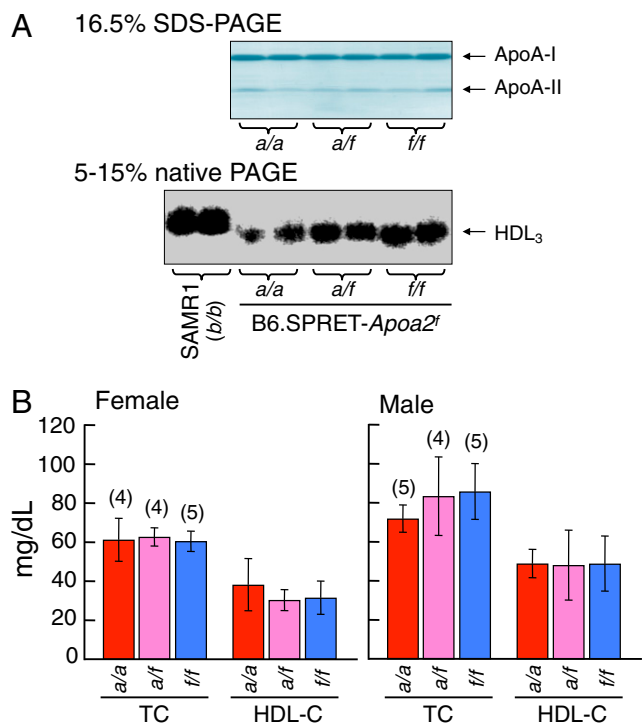 A
16.5% SDS-PAGE
ApoA-I
ApoA-II
a/a a/f f/f
5-15% native PAGE
HDL3
SAMR1 (b/b)
a/a a/f f/f
B6.SPRET-Apoa2f
B
Female Male
mg/dL
120
100
80
60
40
20
0
(4) (4) (5)
(5) (4) (5)
a/a a/f f/f a/a a/f f/f a/a a/f f/f a/a a/f f/f
TC HDL-C TC HDL-C